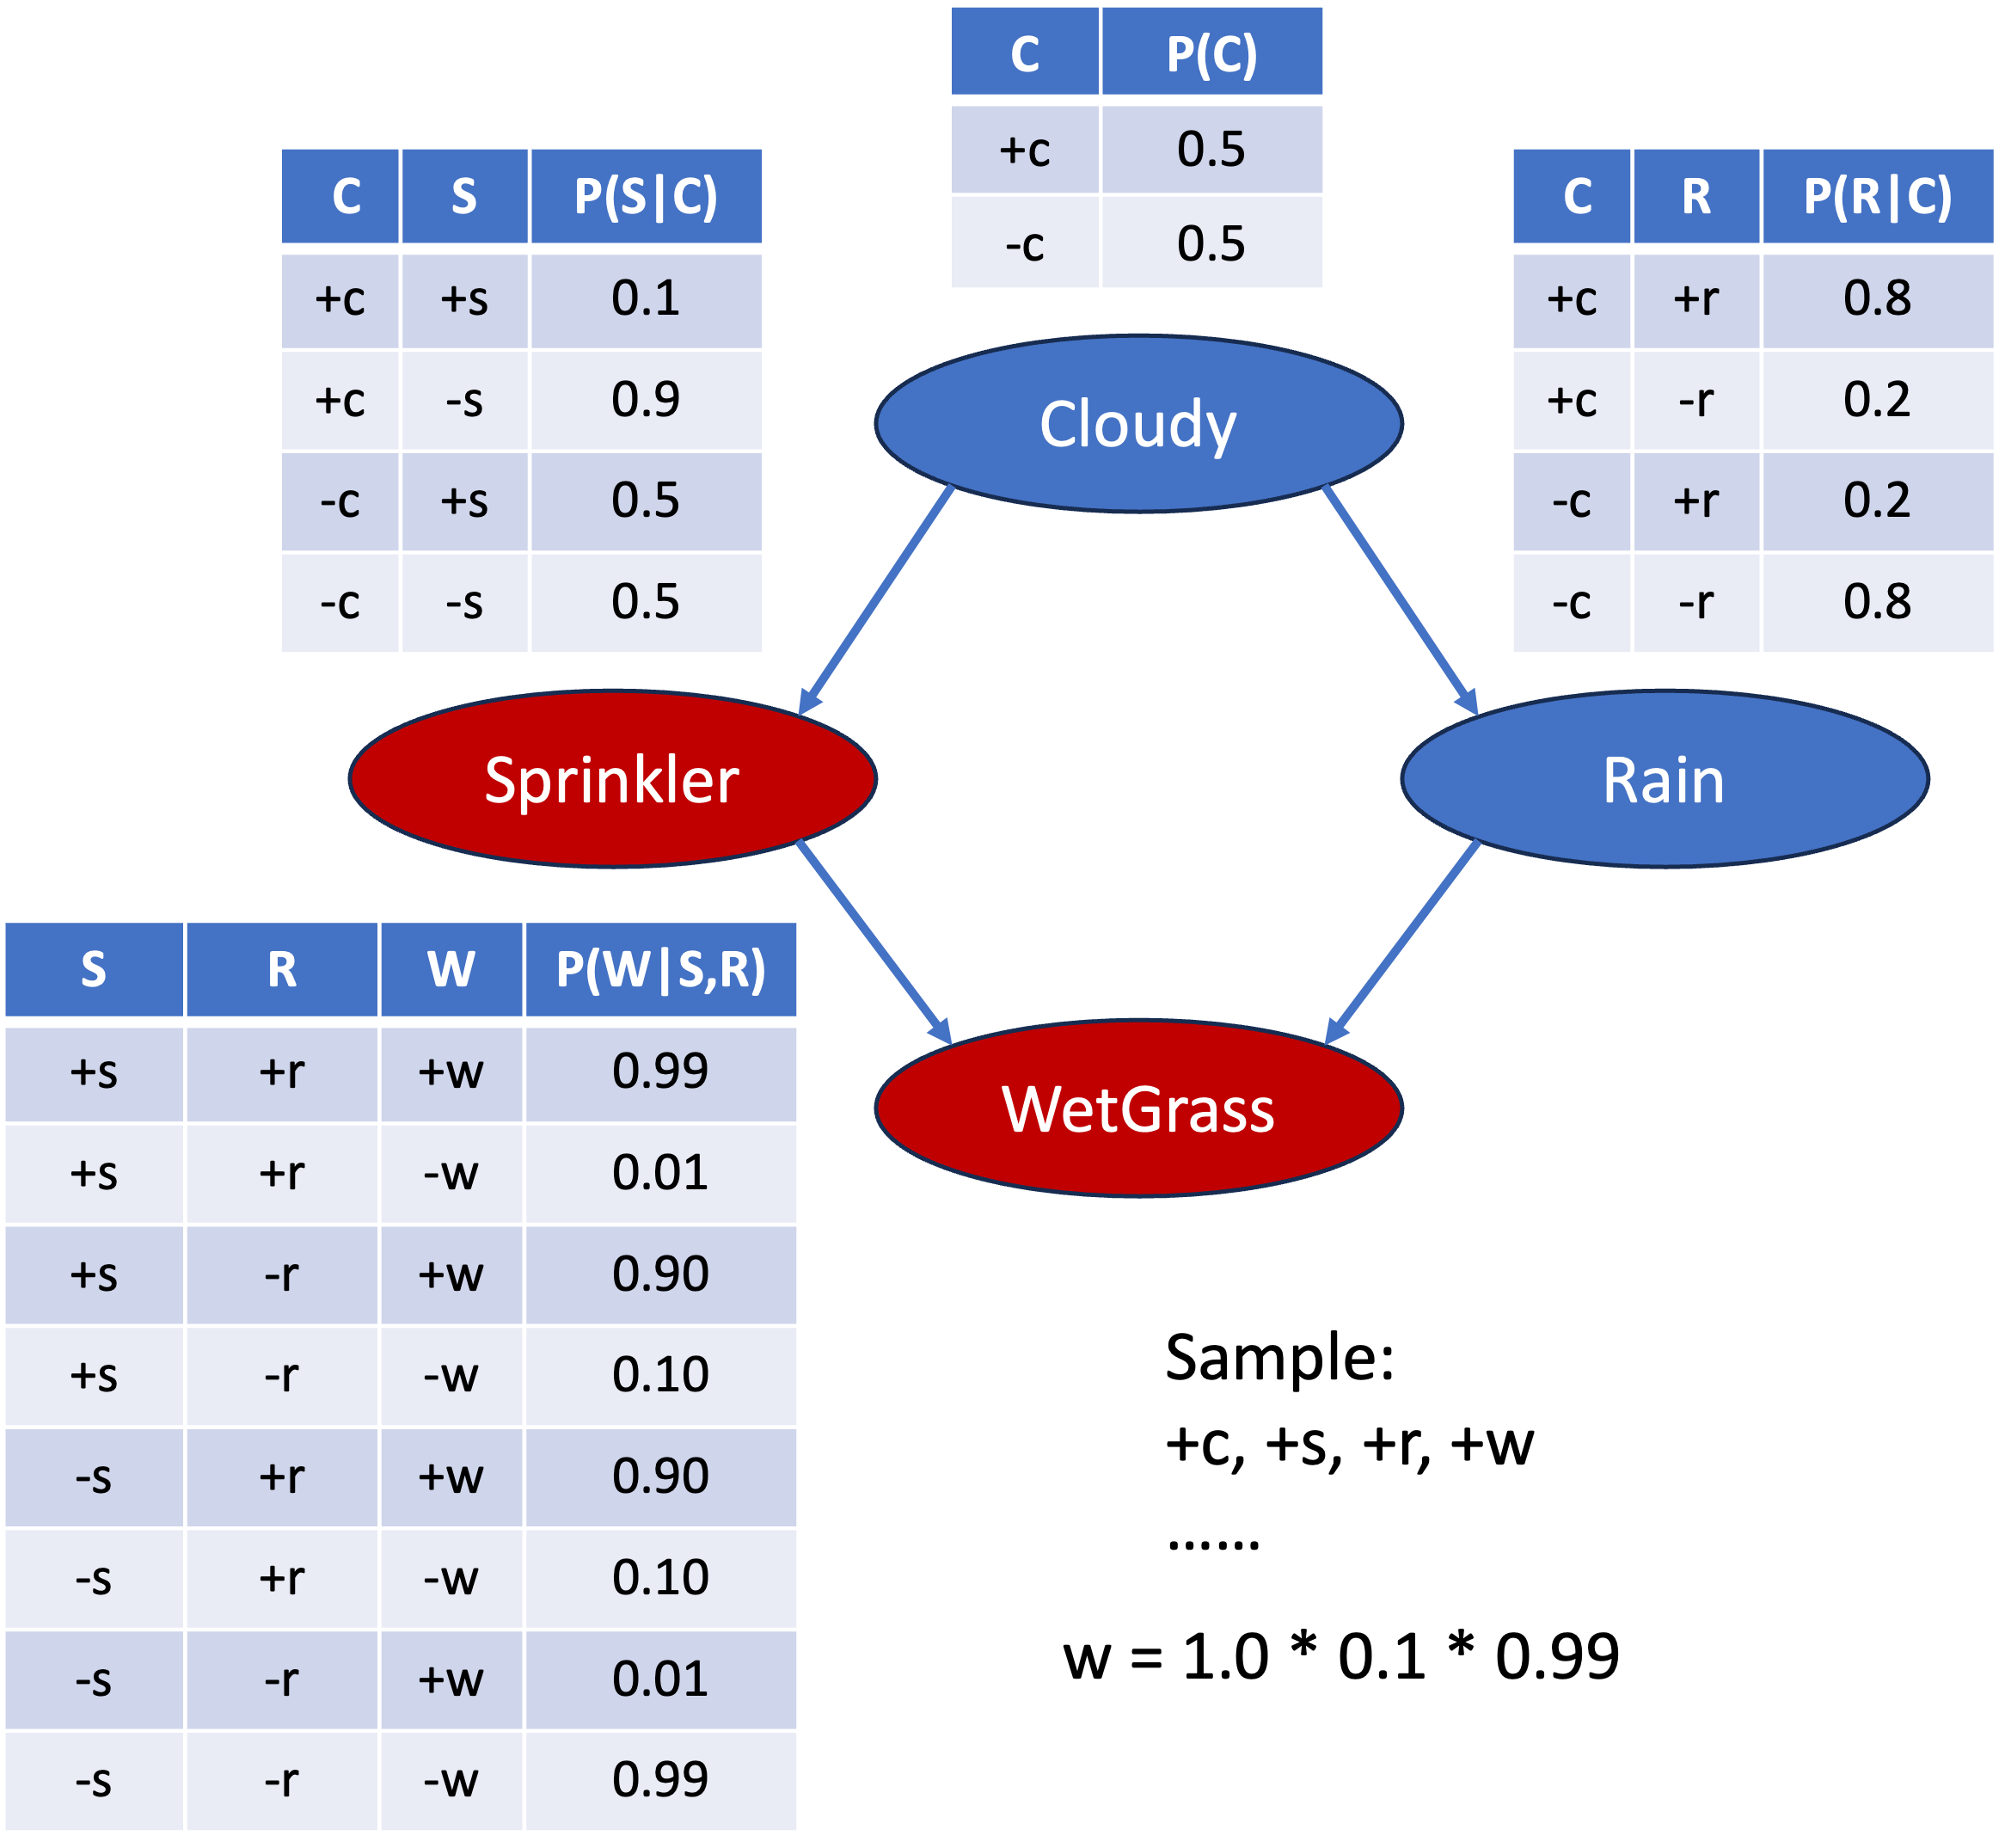 C P(C)
+c 0.5
-c 0.5
C S P(S|C)
+c +s 0.1
+c -s 0.9
-c +s 0.5
-c -s 0.5
C R P(R|C)
+c +r 0.8
+c -r 0.2
-c +r 0.2
-c -r 0.8
Cloudy
Sprinkler
Rain
WetGrass
S R W P(W|S,R)
+s +r +w 0.99
+s +r -w 0.01
+s -r +w 0.90
+s -r -w 0.10
-s +r +w 0.90
-s +r -w 0.10
-s -r +w 0.01
-s -r -w 0.99
Sample:
+c, +s, +r, +w
.......
w = 1.0 * 0.1 * 0.99